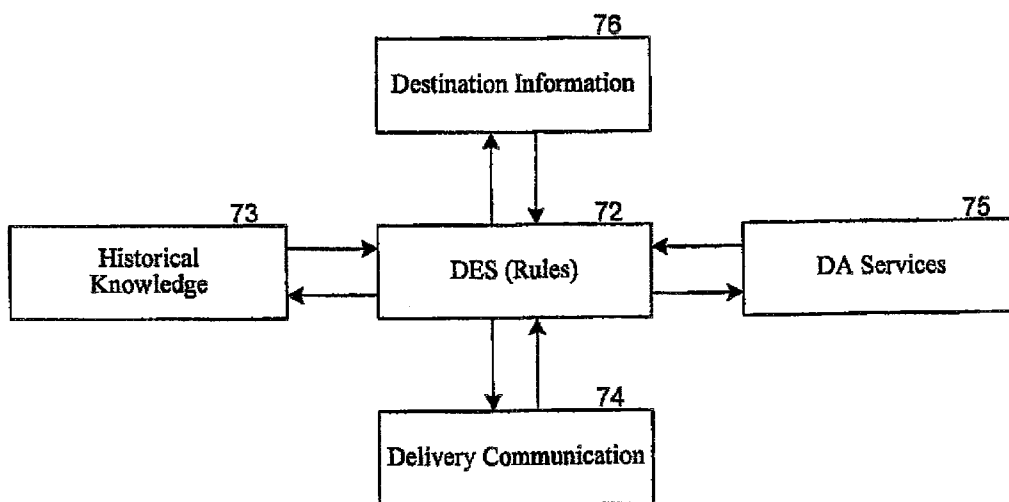 76
Destination Information
73
Historical
Knowledge
72
DES (Rules)
75
DA Services
74
Delivery Communication